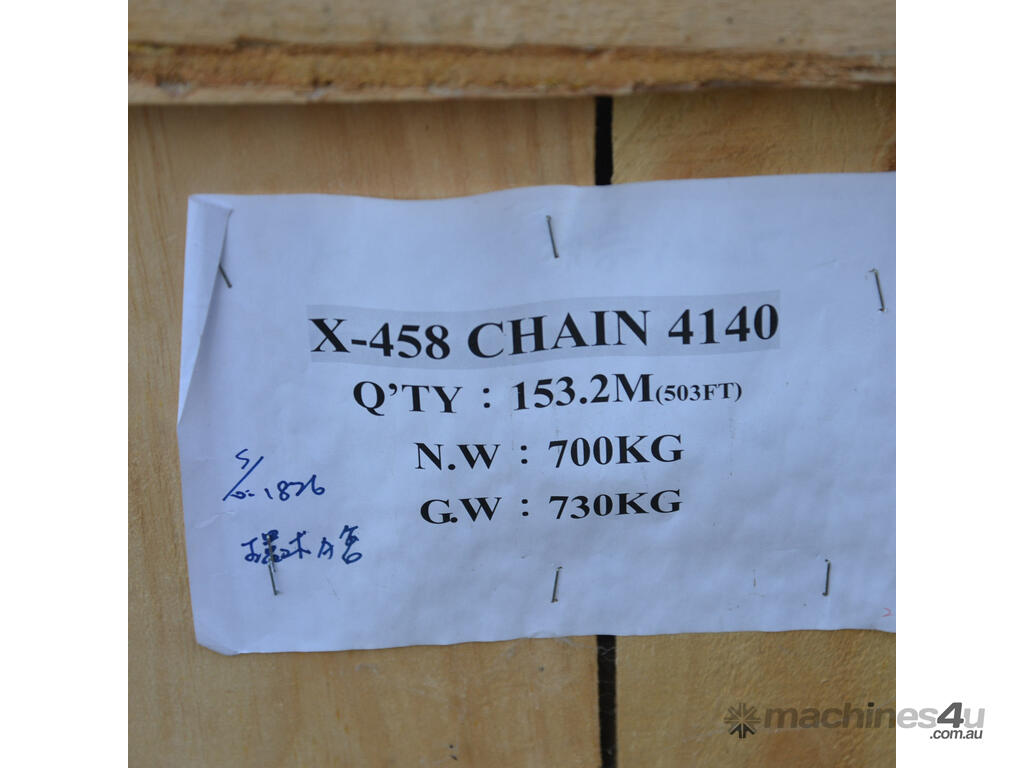 X-458 CHAIN 4140
Q'TY : 153.2M(503FT)
N.W : 700KG
G.W : 730KG
machines4u
.com.au